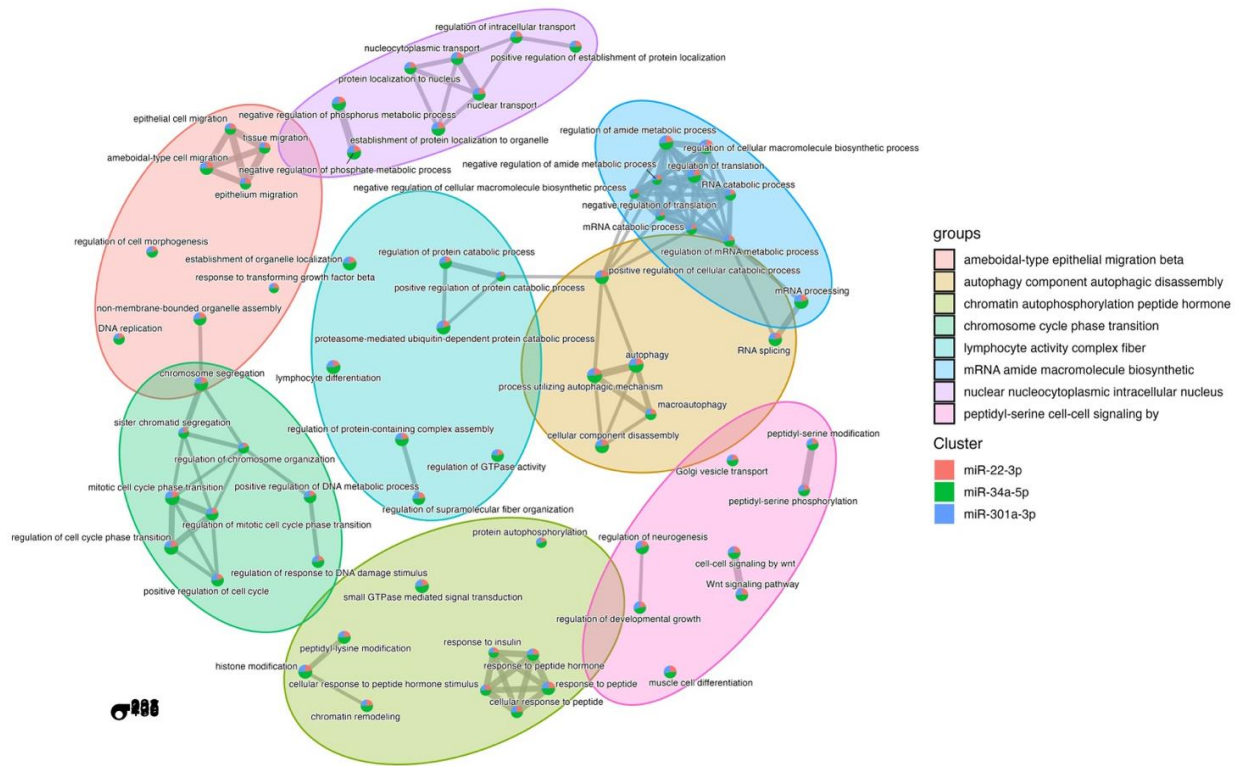 regulation of intracellular transport
nucleocytoplasmic transport
positive regulation of establishment of protein localization
protein localization to nucleus
nuclear transport
negative regulation of phosphorus metabolic process
establishment of protein localization to organelle
negative regulation of phosphate metabolic process
epithelial cell migration
tissue migration
ameboidal-type cell migration
epithelium migration
regulation of cell morphogenesis
establishment of organelle localization
response to transforming growth factor beta
non-membrane-bounded organelle assembly
DNA replication
regulation of amide metabolic process
regulation of cellular macromolecule biosynthetic process
negative regulation of amide metabolic process
regulation of translation
negative regulation of cellular macromolecule biosynthetic process
RNA catabolic process
negative regulation of translation
mRNA catabolic process
regulation of mRNA metabolic process
positive regulation of cellular catabolic process
mRNA processing
RNA splicing
regulation of protein catabolic process
positive regulation of protein catabolic process
proteasome-mediated ubiquitin-dependent protein catabolic process
lymphocyte differentiation
autophagy
process utilizing autophagic mechanism
macroautophagy
cellular component disassembly
regulation of protein-containing complex assembly
regulation of GTPase activity
regulation of supramolecular fiber organization
chromosome segregation
sister chromatid segregation
regulation of chromosome organization
mitotic cell cycle phase transition
positive regulation of DNA metabolic process
regulation of mitotic cell cycle phase transition
regulation of cell cycle phase transition
regulation of response to DNA damage stimulus
positive regulation of cell cycle
peptidyl-serine modification
Golgi vesicle transport
peptidyl-serine phosphorylation
regulation of neurogenesis
cell-cell signaling by wnt
Wnt signaling pathway
regulation of developmental growth
muscle cell differentiation
protein autophosphorylation
small GTPase mediated signal transduction
peptidyl-lysine modification
response to insulin
histone modification
response to peptide hormone
cellular response to peptide hormone stimulus
response to peptide
cellular response to peptide
chromatin remodeling
groups
ameboidal-type epithelial migration beta
autophagy component autophagic disassembly
chromatin autophosphorylation peptide hormone
chromosome cycle phase transition
lymphocyte activity complex fiber
mRNA amide macromolecule biosynthetic
nuclear nucleocytoplasmic intracellular nucleus
peptidyl-serine cell-cell signaling by
Cluster
miR-22-3p
miR-34a-5p
miR-301a-3p